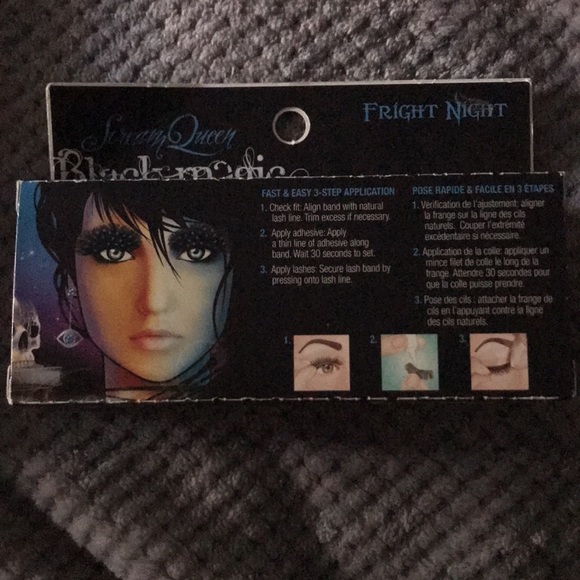 FRIGHT NIGHT
Scream Queen
Black magic
FAST & EASY 3-STEP APPLICATION
1. Check fit: Align band with natural
lash line. Trim excess if necessary.
2. Apply adhesive: Apply
a thin line of adhesive along
band. Wait 30 seconds to set.
3. Apply lashes: Secure lash band by
pressing onto lash line.
POSE RAPIDE & FACILE EN 3 ÉTAPES
1. Vérification de l'ajustement: aligner
la frange sur la ligne des cils
naturels. Couper l'extrémité
excédentaire si nécessaire.
2. Application de la colle: appliquer un
mince filet de colle le long de la
frange. Attendre 30 secondes pour
que la colle puisse prendre.
3. Pose des cils : attacher la frange de
cils en l'appuyant contre la ligne
des cils naturels.
1.
2.
3.